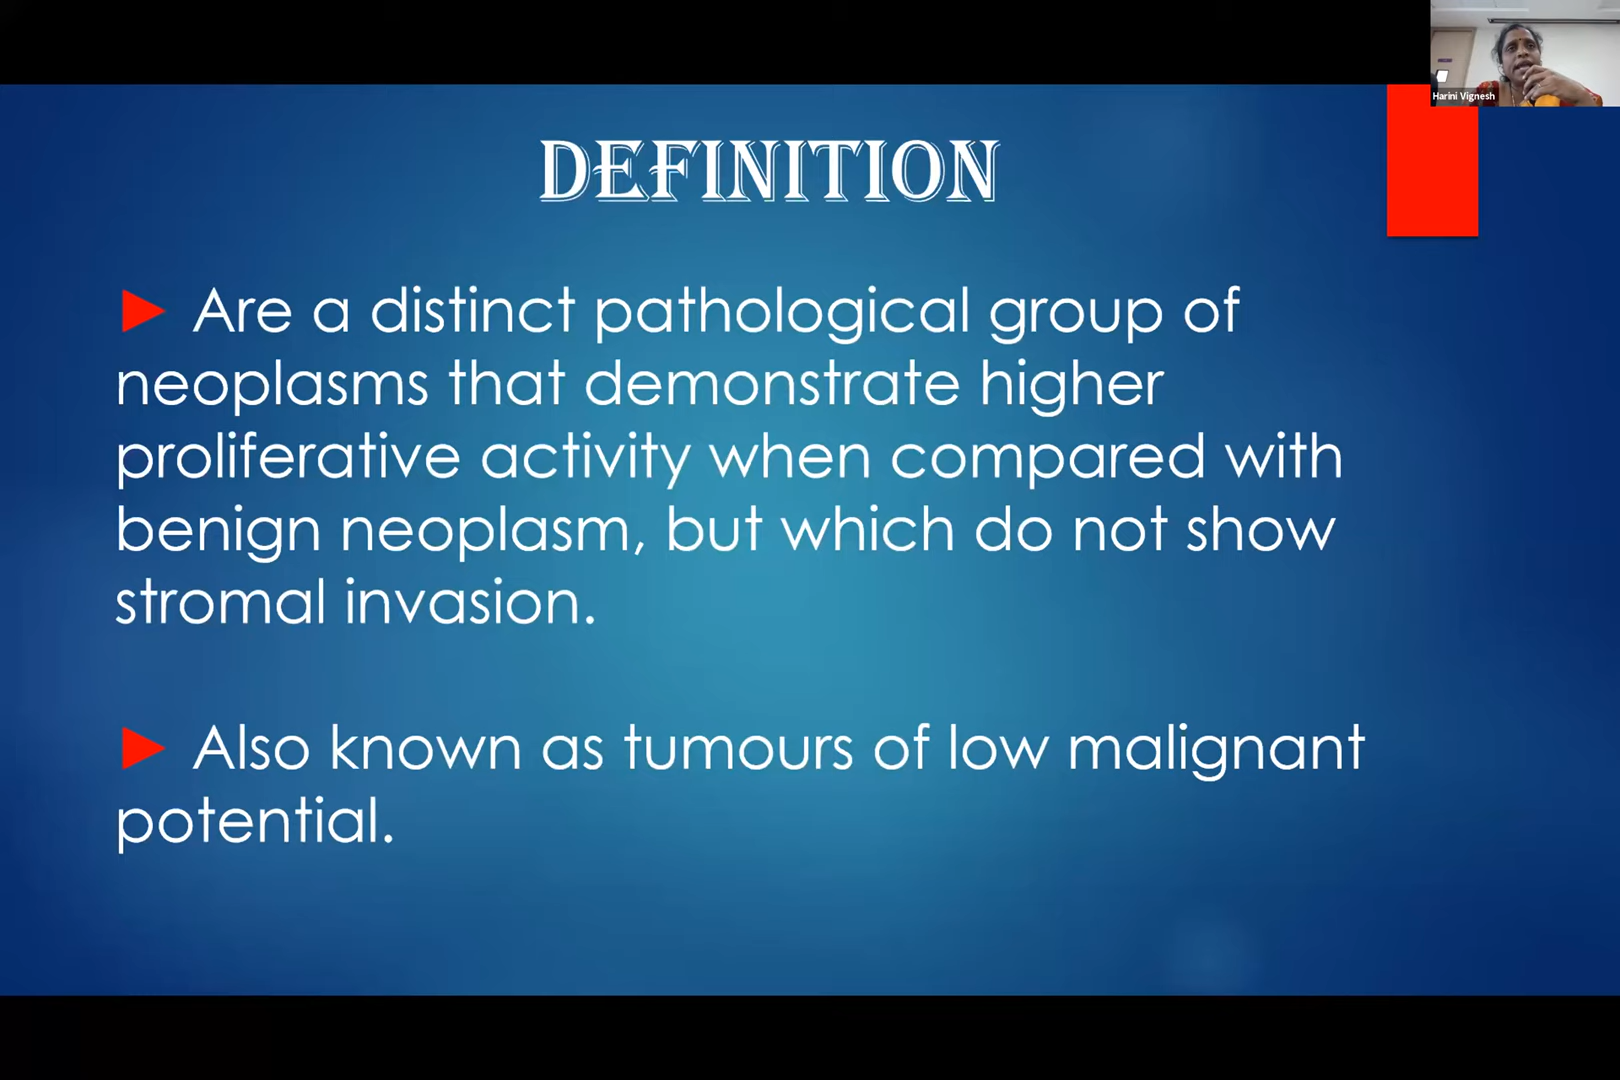 Harini Vignesh
DEFINITION
► Are a distinct pathological group of
neoplasms that demonstrate higher
proliferative activity when compared with
benign neoplasm, but which do not show
stromal invasion.
► Also known as tumours of low malignant
potential.